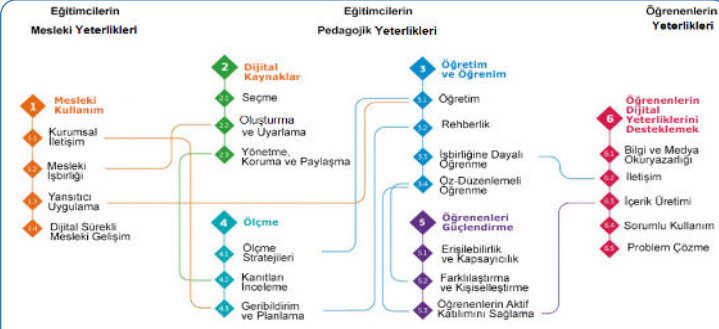 Eğitimcilerin
Mesleki Yeterlikleri
Eğitimcilerin
Pedagojik Yeterlikleri
Öğrenenlerin
Yeterlikleri
1
Mesleki
Kullanım
1.1
Kurumsal
İletişim
1.2
Mesleki
İşbirliği
1.3
Yansıtıcı
Uygulama
1.4
Dijital Sürekli
Mesleki Gelişim
2
Dijital
Kaynaklar
2.1
Seçme
2.2
Oluşturma
ve Uyarlama
2.3
Yönetme,
Koruma ve Paylaşma
4
Ölçme
4.1
Ölçme
Stratejileri
4.2
Kanıtları
İnceleme
4.3
Geribildirim
ve Planlama
3
Öğretim
ve Öğrenim
3.1
Öğretim
3.2
Rehberlik
3.3
İşbirliğine Dayalı
Öğrenme
3.4
Öz-Düzenlemeli
Öğrenme
5
Öğrenenleri
Güçlendirme
5.1
Erişilebilirlik
ve Kapsayıcılık
5.2
Farklılaştırma
ve Kişiselleştirme
5.3
Öğrenenlerin Aktif
Katılımını Sağlama
6
Öğrenenlerin
Dijital
Yeterliklerini
Desteklemek
6.1
Bilgi ve Medya
Okuryazarlığı
6.2
İletişim
6.3
İçerik Üretimi
6.4
Sorumlu Kullanım
6.5
Problem Çözme